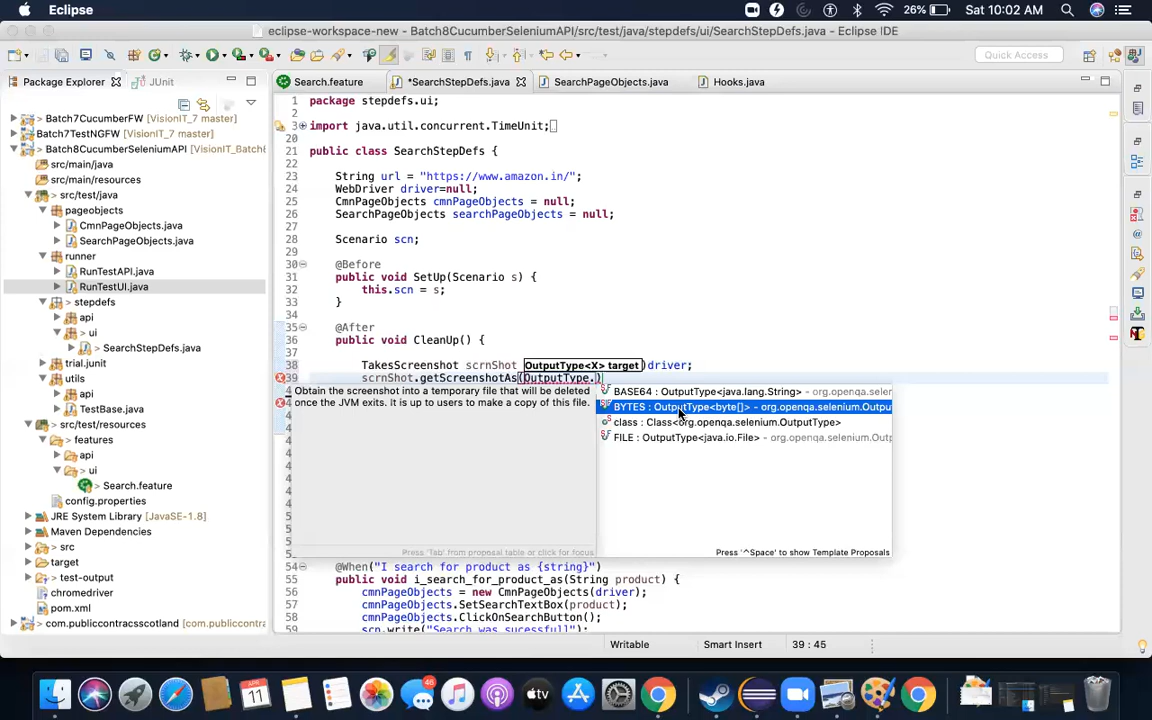 Eclipse
26%
Sat 10:02 AM
eclipse-workspace-new - Batch8CucumberSeleniumAPI/src/test/java/stepdefs/ui/SearchStepDefs.java - Eclipse IDE
Quick Access
Package Explorer
JUnit
Search.feature
*SearchStepDefs.java
SearchPageObjects.java
Hooks.java
Batch7CucumberFW [VisionIT_7 master]
Batch7TestNGFW [VisionIT_7 master]
Batch8CucumberSeleniumAPI [VisionIT_Batch8
src/main/java
src/main/resources
> src/test/java
pageobjects
CmnPageObjects.java
SearchPageObjects.java
> runner
RunTestAPI.java
RunTestUI.java
> stepdefs
api
> ui
SearchStepDefs.java
trial.junit
utils
api
TestBase.java
> src/test/resources
> features
api
> ui
Search.feature
config.properties
JRE System Library [JavaSE-1.8]
Maven Dependencies
> src
target
> test-output
chromedriver
pom.xml
> com.publiccontracsscotland [com.publiccontra
1 package stepdefs.ui;
2
3 import java.util.concurrent.TimeUnit;
20
21 public class SearchStepDefs {
22
23 String url = "https://www.amazon.in/";
24 WebDriver driver=null;
25 CmnPageObjects cmnPageObjects = null;
26 SearchPageObjects searchPageObjects = null;
27
28 Scenario scn;
29
30 @Before
31 public void SetUp(Scenario s) {
32 this.scn = s;
33 }
34
35 @After
36 public void CleanUp() {
37
38 TakesScreenshot scrnShot OutputType<X> target )driver;
39 scrnShot.getScreenshotAs(OutputType.)
Obtain the screenshot into a temporary file that will be deleted
once the JVM exits. It is up to users to make a copy of this file.
Press 'Tab' from proposal table or click for focus
BASE64 : OutputType<java.lang.String> - org.openqa.seler
BYTES : OutputType<byte[]> - org.openqa.selenium.Outpu
class : Class<org.openqa.selenium.OutputType>
FILE : OutputType<java.io.File> - org.openqa.selenium.Outp
Press '^Space' to show Template Proposals
54 @When("I search for product as {string}")
55 public void i_search_for_product_as(String product) {
56 cmnPageObjects = new CmnPageObjects(driver);
57 cmnPageObjects.SetSearchTextBox(product);
58 cmnPageObjects.ClickOnSearchButton();
59 scn.write("Search was sucessfull");
Writable
Smart Insert
39 : 45
APR
11
46
tv